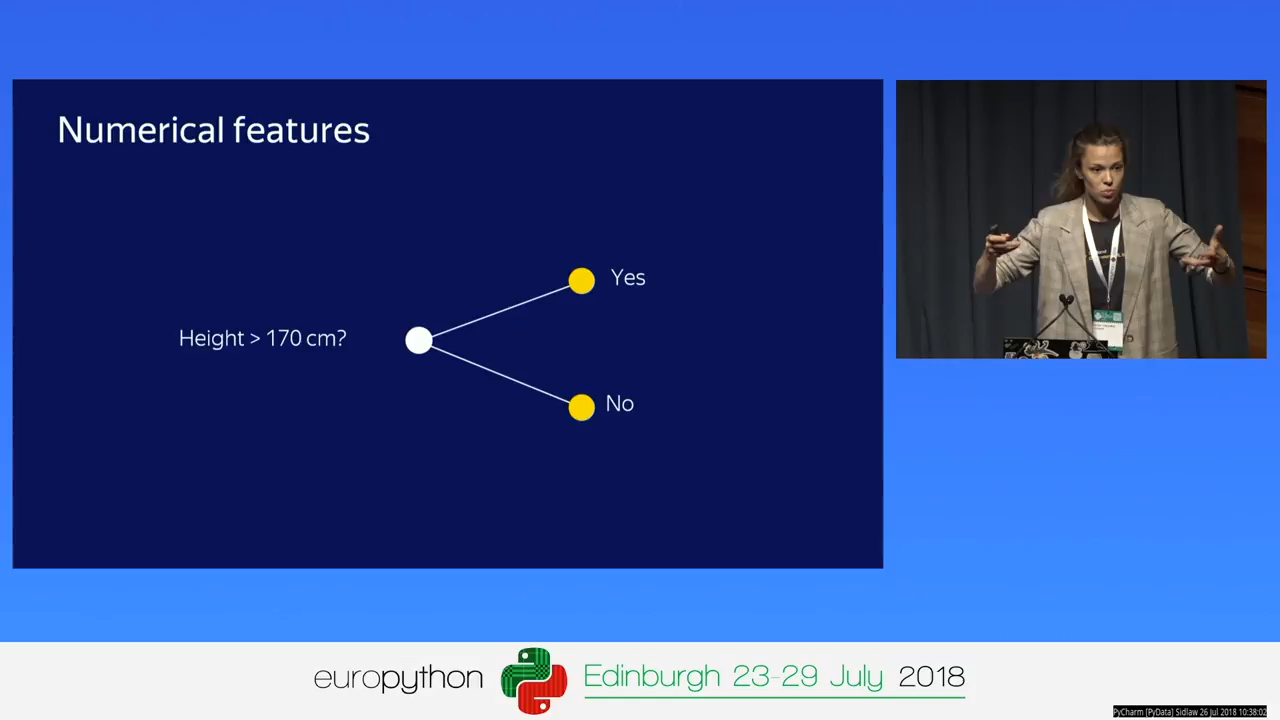 Numerical features
Yes
Height > 170 cm?
No
europython Edinburgh 23-29 July 2018
PyCharm [PyData] Sidlaw 26 Jul 2018 10:38:02